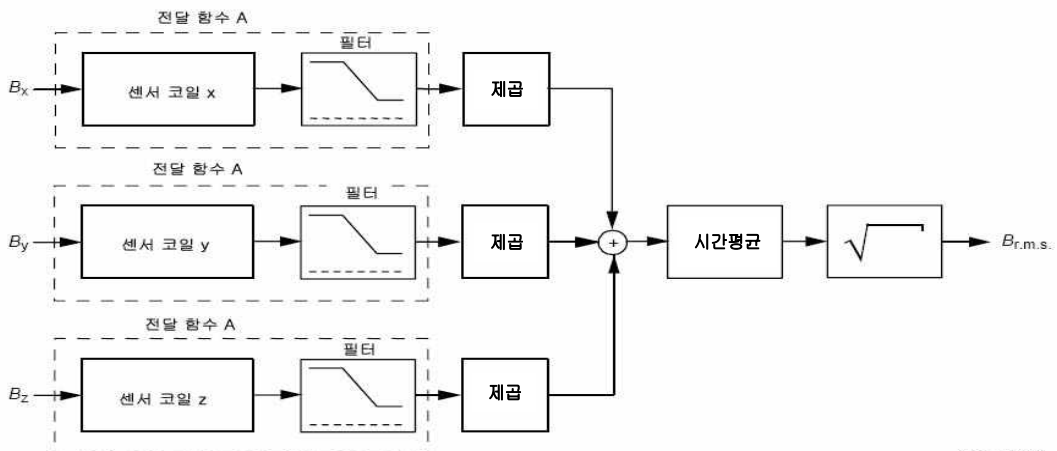 전달 함수 A
필터
Bx
센서 코일 x
제곱
전달 함수 A
필터
By
센서 코일 y
제곱
+
시간평균
√
Br.m.s.
전달 함수 A
필터
Bz
센서 코일 z
제곱